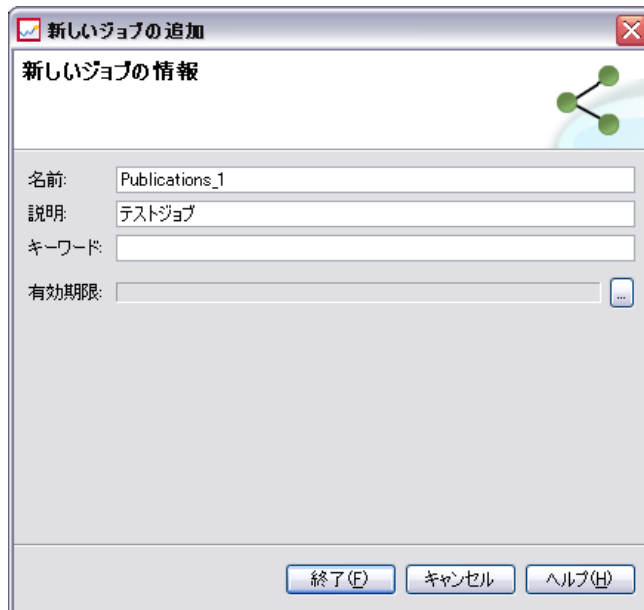 新しいジョブの追加
新しいジョブの情報
名前: Publications_1
説明: テストジョブ
キーワード:
有効期限: ...
終了(F) キャンセル ヘルプ(H)